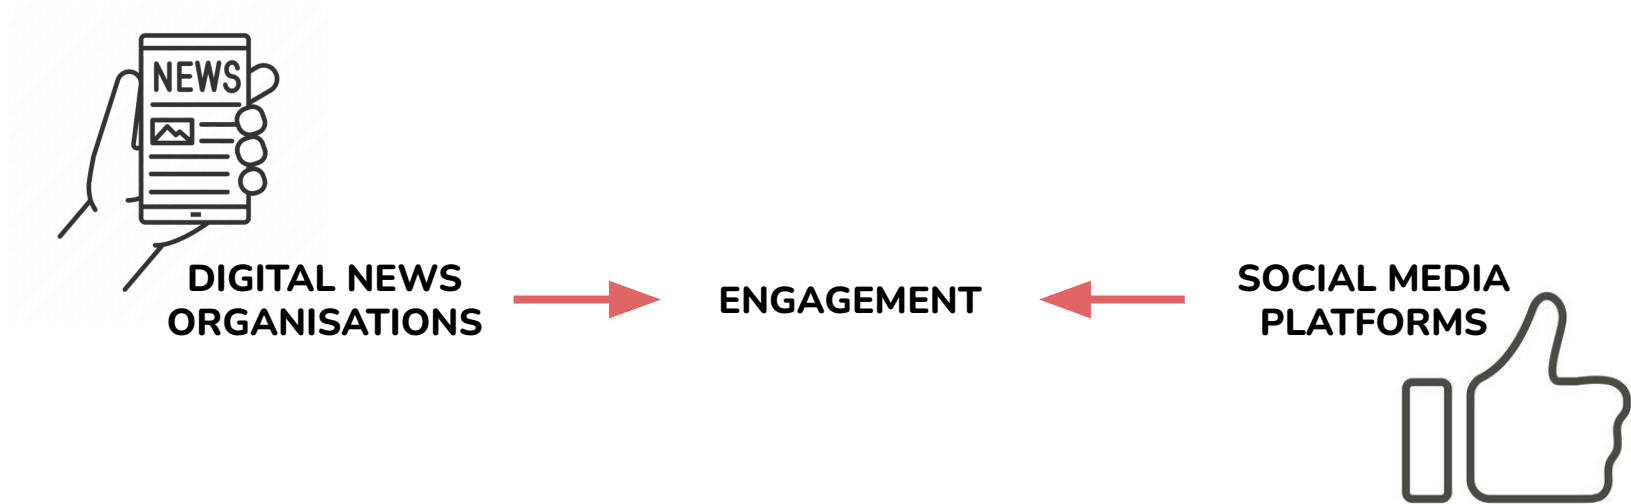 NEWS
DIGITAL NEWS
ORGANISATIONS
ENGAGEMENT
SOCIAL MEDIA
PLATFORMS